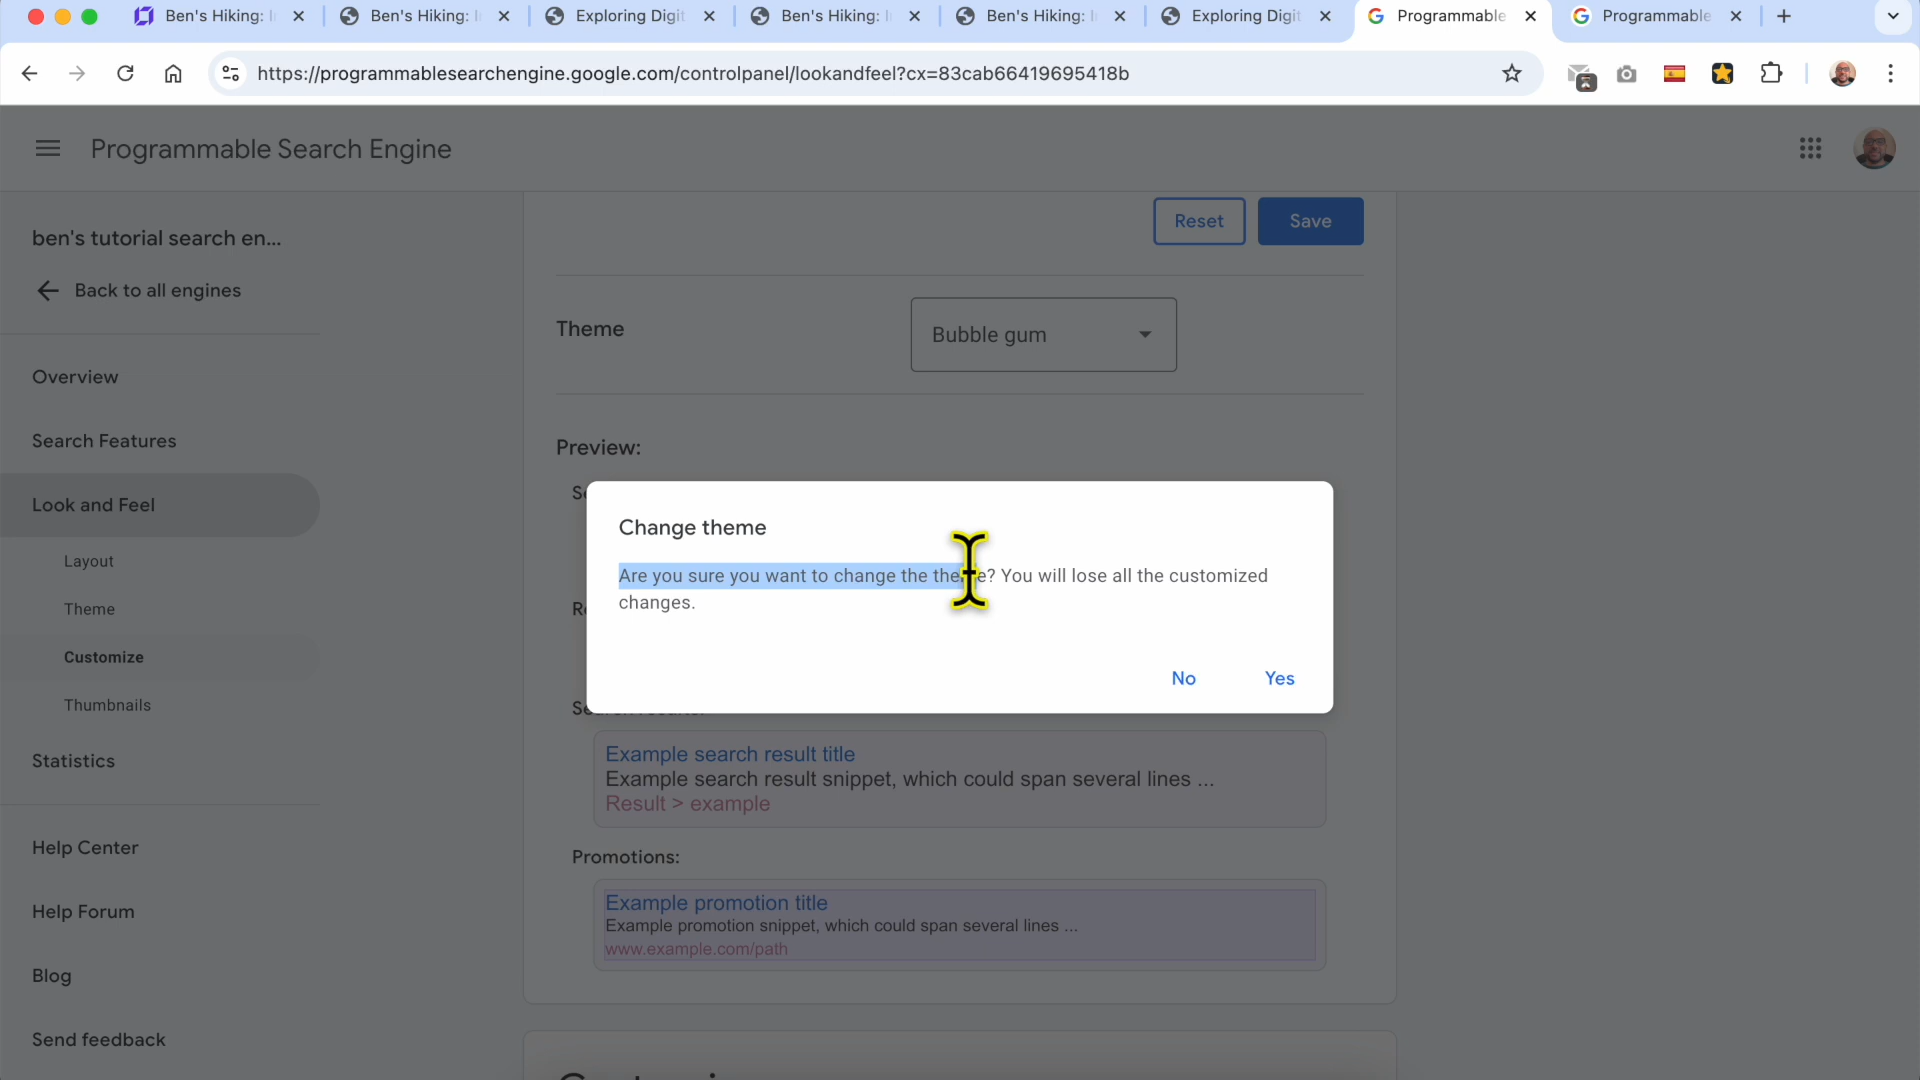 Ben's Hiking: I
Ben's Hiking: I
Exploring Digit
Ben's Hiking: I
Ben's Hiking: I
Exploring Digit
Programmable
Programmable
https://programmablesearchengine.google.com/controlpanel/lookandfeel?cx=83cab66419695418b
Programmable Search Engine
ben's tutorial search en...
Back to all engines
Overview
Search Features
Look and Feel
Layout
Theme
Customize
Thumbnails
Statistics
Help Center
Help Forum
Blog
Send feedback
Reset
Save
Theme
Bubble gum
Preview:
Change theme
Are you sure you want to change the theme? You will lose all the customized
changes.
No
Yes
Example search result title
Example search result snippet, which could span several lines ...
Result > example
Promotions:
Example promotion title
Example promotion snippet, which could span several lines ...
www.example.com/path